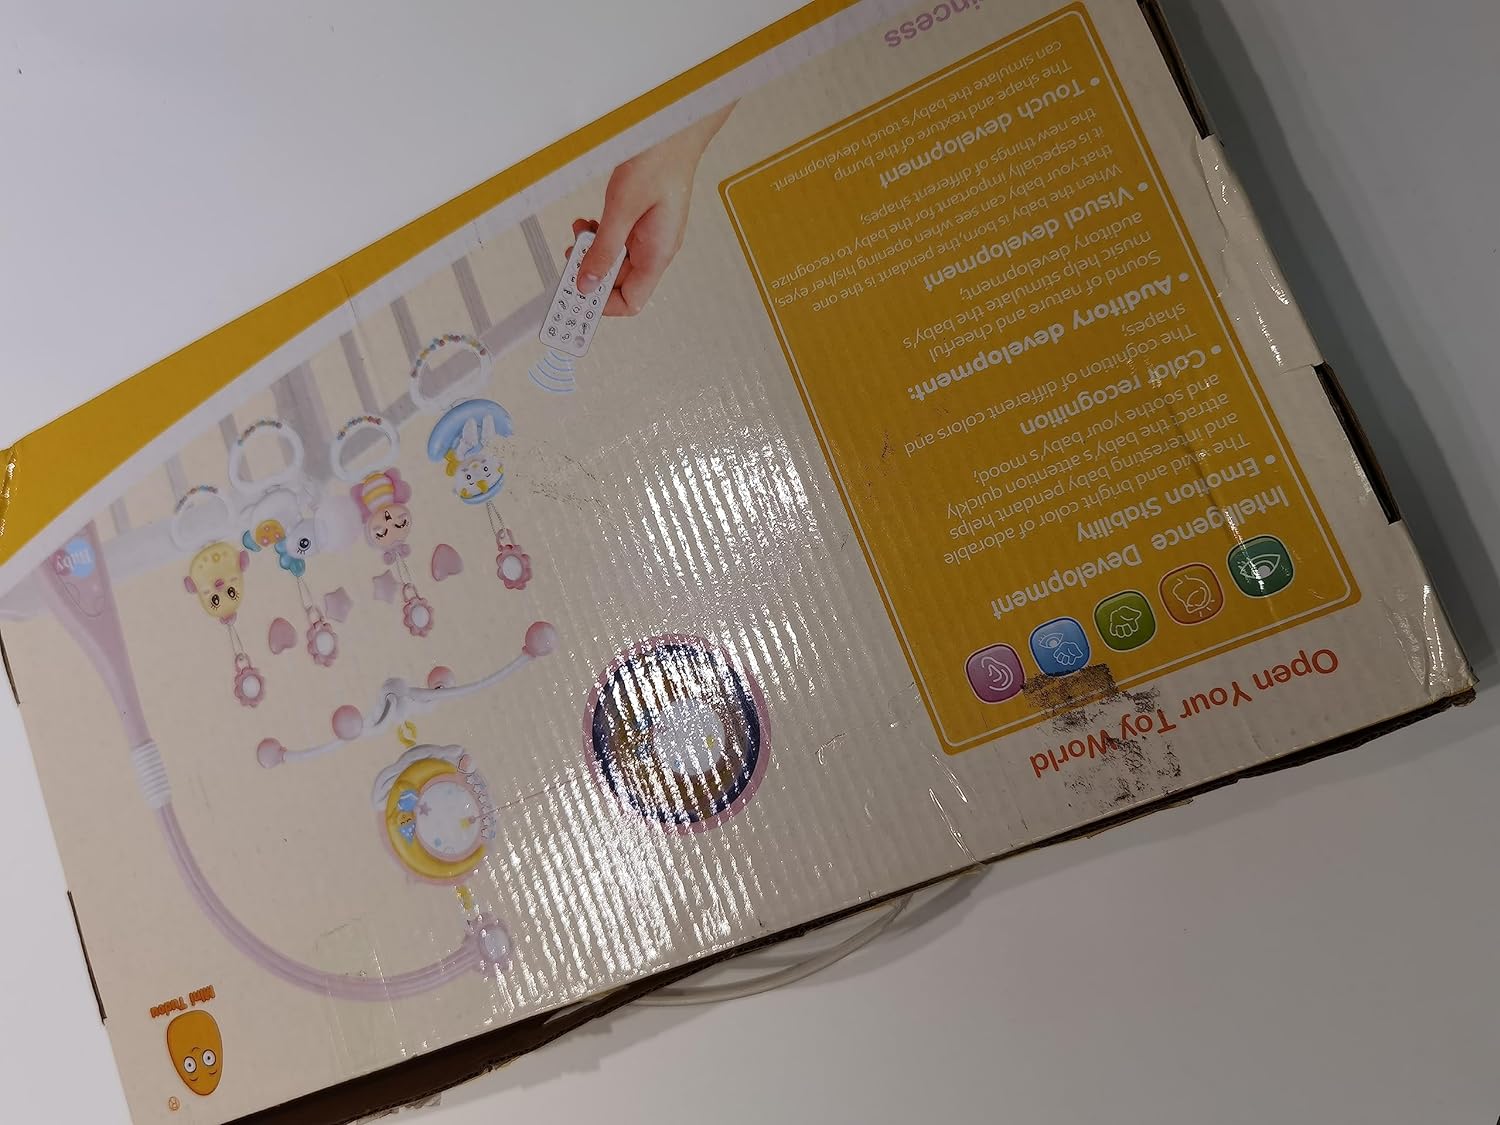 Open Your Toy World
Intelligence Development
• Emotion Stability
The vivid and bright color of adorable
and interesting baby pendant helps
attract the baby's attention quickly
and soothe your baby's mood;
• Color recognition
The cognition of different colors and
shapes,
• Auditory development:
Sound of nature and cheerful
music help stimulate the baby's
auditory development;
• Visual development
When the baby is born, the pendant is the one
that your baby can see when opening his/her eyes,
it is especially important for the baby to recognize
the new things of different shapes,
• Touch development
The shape and texture of the bump
can simulate the baby's touch development.
Baby
Mini Tudou
®